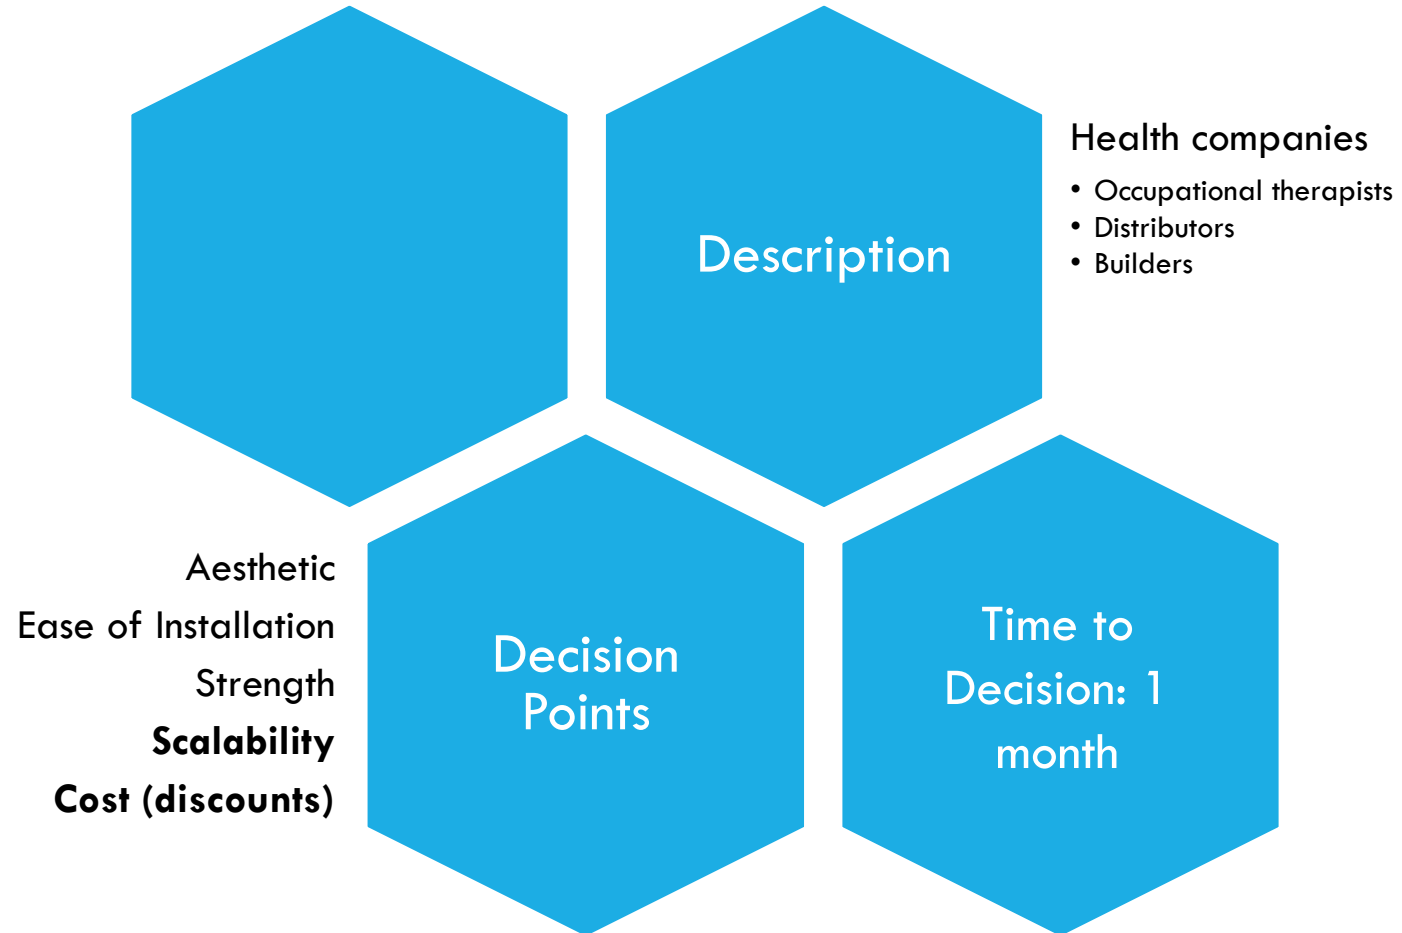 Description
Health companies
• Occupational therapists
• Distributors
• Builders
Aesthetic
Ease of Installation
Strength
Scalability
Cost (discounts)
Decision
Points
Time to
Decision: 1
month